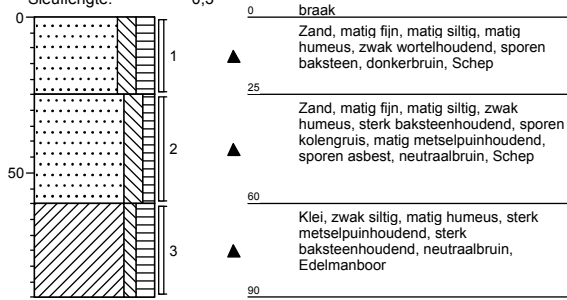 Sleuflengte: 0,5
0 0 braak
Zand, matig fijn, matig siltig, matig
humeus, zwak wortelhoudend, sporen
baksteen, donkerbruin, Schep
1
25
Zand, matig fijn, matig siltig, zwak
humeus, sterk baksteenhoudend, sporen
kolengruis, matig metselpuinhoudend,
sporen asbest, neutraalbruin, Schep
2
50
60
Klei, zwak siltig, matig humeus, sterk
metselpuinhoudend, sterk
baksteenhoudend, neutraalbruin,
Edelmanboor
3
90